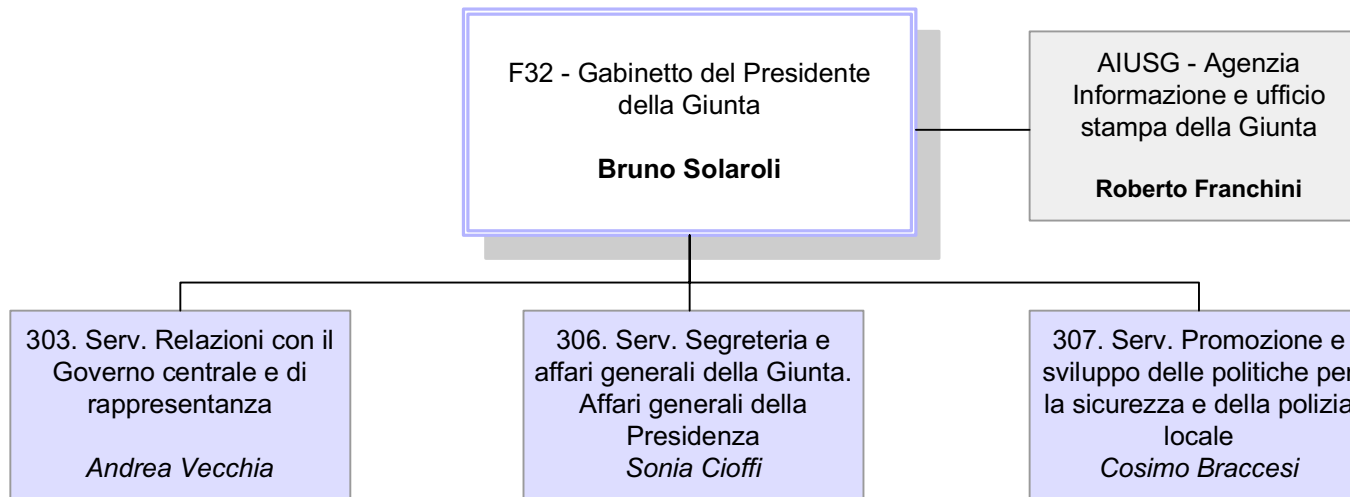 F32 - Gabinetto del Presidente
della Giunta
Bruno Solaroli
AIUSG - Agenzia
Informazione e ufficio
stampa della Giunta
Roberto Franchini
303. Serv. Relazioni con il
Governo centrale e di
rappresentanza
Andrea Vecchia
306. Serv. Segreteria e
affari generali della Giunta.
Affari generali della
Presidenza
Sonia Cioffi
307. Serv. Promozione e
sviluppo delle politiche per
la sicurezza e della polizia
locale
Cosimo Braccesi